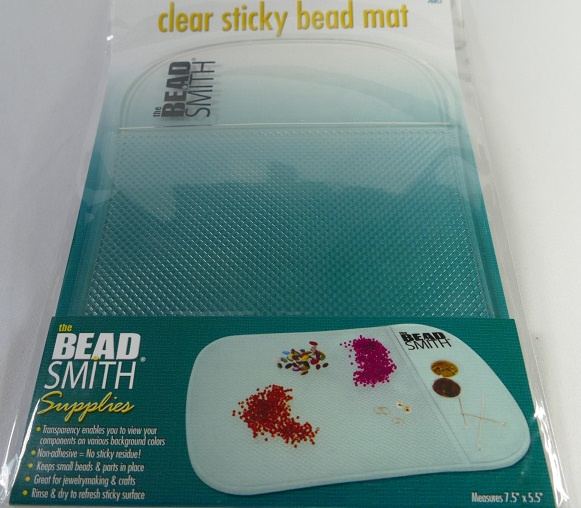 clear sticky bead mat
the
BEAD
SMITH®
the
BEAD
SMITH®
Supplies
• Transparency enables you to view your
components on various background colors
• Non-adhesive = No sticky residue!
• Keeps small beads & parts in place
• Great for jewelrymaking & crafts
• Rinse & dry to refresh sticky surface
the
BEAD
SMITH
Measures 7.5" x 5.5"